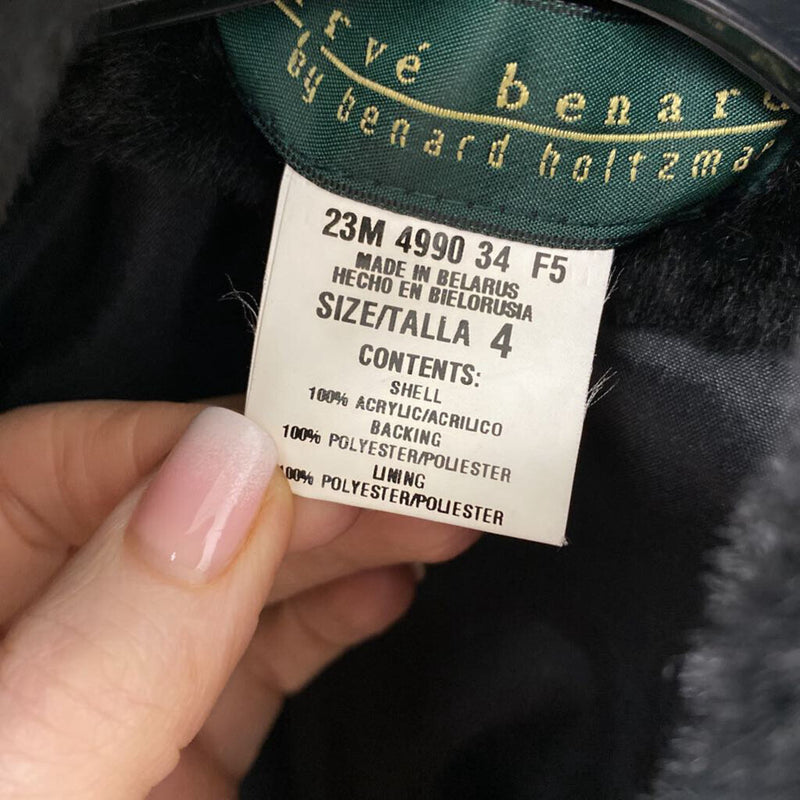 rvé benard
by benard holtzman
23M 4990 34 F5
MADE IN BELARUS
HECHO EN BIELORUSIA
SIZE/TALLA 4
CONTENTS:
SHELL
100% ACRYLIC/ACRILICO
BACKING
100% POLYESTER/POLIESTER
LINING
100% POLYESTER/POLIESTER